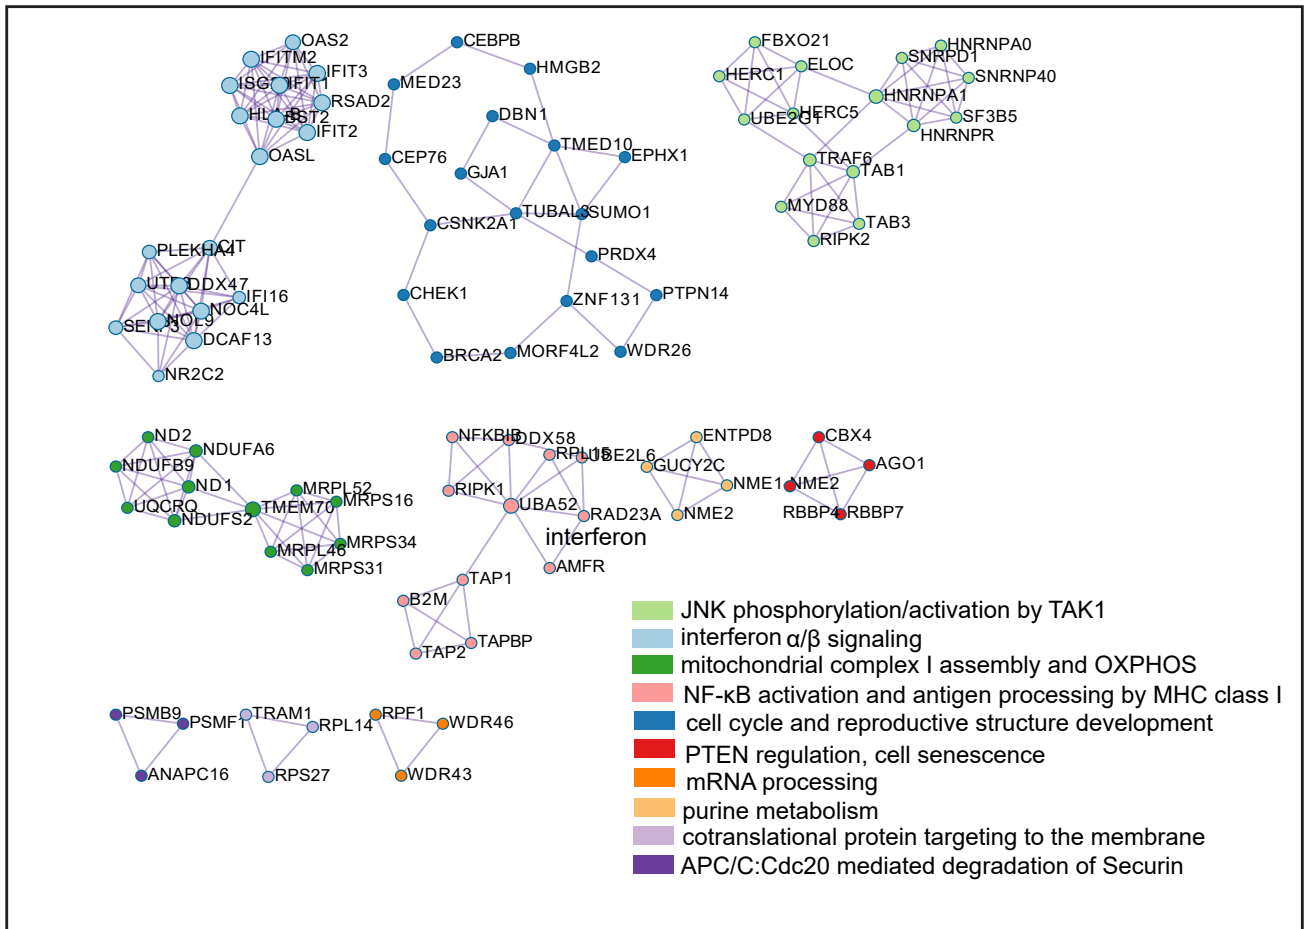 OAS2
IFITM2
IFIT3
IFIT1
RSAD2
BST2
IFIT2
OASL
PLEKHA4
CIT
DDX47
IFI16
NOC4L
NOL9
DCAF13
NR2C2
CEBPB
HMGB2
MED23
DBN1
TMED10
EPHX1
CEP76
GJA1
TUBAL3
SUMO1
CSNK2A1
PRDX4
CHEK1
ZNF131
PTPN14
BRCA2
MORF4L2
WDR26
FBXO21
HNRNPA0
HERC1
ELOC
SNRPD1
SNRNP40
HNRNPA1
HERC5
UBE2G1
SF3B5
HNRNPR
TRAF6
TAB1
MYD88
TAB3
RIPK2
ND2
NDUFA6
NDUFB9
ND1
UQCRQ
NDUFS2
TMEM70
MRPL52
MRPS16
MRPS34
MRPL46
MRPS31
NFKBIB
DDX58
RPL15
UBE2L6
RIPK1
UBA52
RAD23A
interferon
AMFR
TAP1
B2M
TAPBP
TAP2
ENTPD8
GUCY2C
NME1
NME2
CBX4
AGO1
NME2
RBBP4
RBBP7
PSMB9
PSMF1
ANAPC16
TRAM1
RPL14
RPS27
RPF1
WDR46
WDR43
JNK phosphorylation/activation by TAK1
interferon α/β signaling
mitochondrial complex I assembly and OXPHOS
NF-κB activation and antigen processing by MHC class I
cell cycle and reproductive structure development
PTEN regulation, cell senescence
mRNA processing
purine metabolism
cotranslational protein targeting to the membrane
APC/C:Cdc20 mediated degradation of Securin